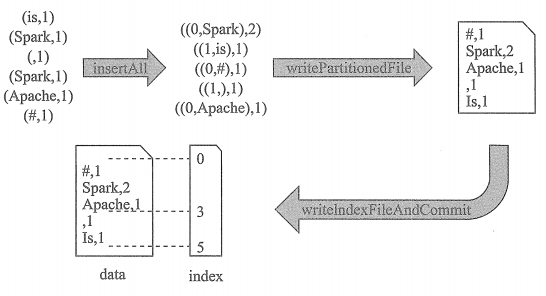 (is,1)
(Spark,1)
(,1)
(Spark,1)
(Apache,1)
(#,1)
insertAll
((0,Spark),2)
((1,is),1)
((0,#),1)
((1,),1)
((0,Apache),1)
writePartitionedFile
#,1
Spark,2
Apache,1
,1
Is,1
writeIndexFileAndCommit
#,1
Spark,2
Apache,1
,1
Is,1
data
0
3
5
index